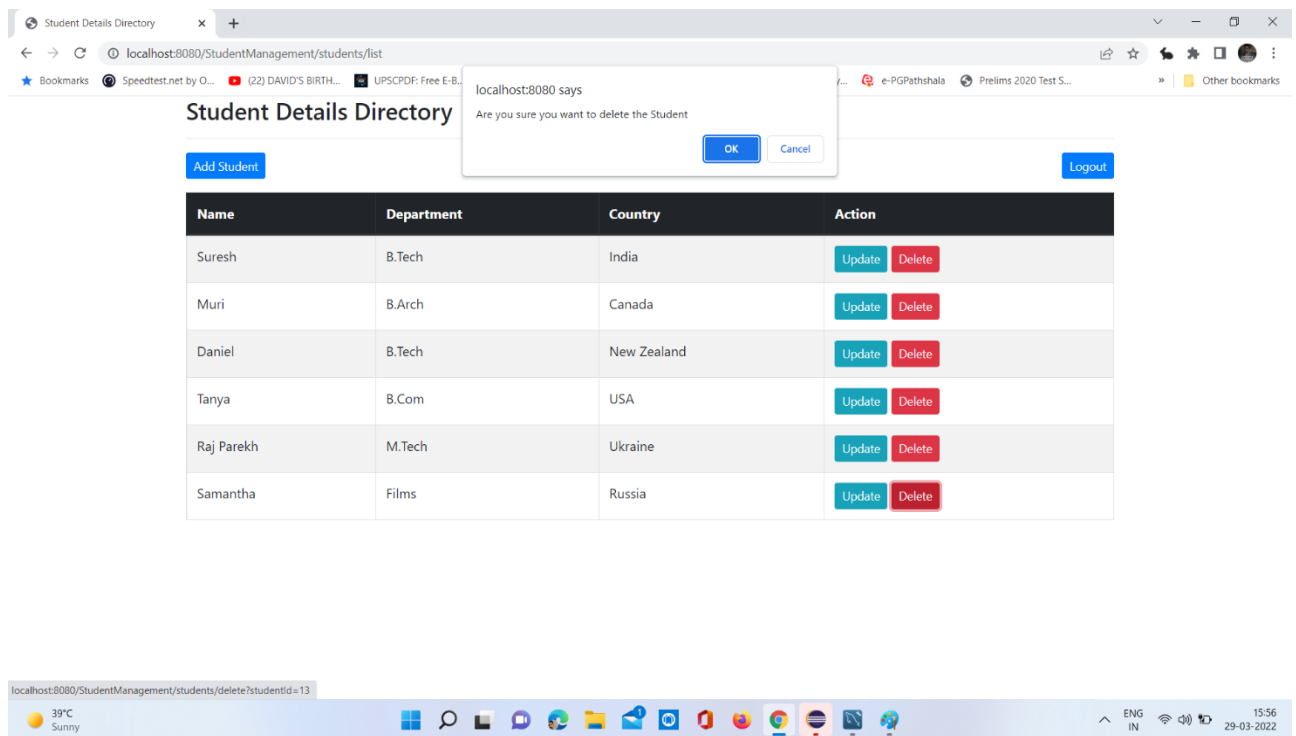 Student Details Directory
localhost:8080/StudentManagement/students/list
Bookmarks Speedtest.net by O... (22) DAVID'S BIRTH... UPSCPDF: Free E-B... e-PGPathshala Prelims 2020 Test S... » Other bookmarks
localhost:8080 says
Are you sure you want to delete the Student
OK Cancel
Student Details Directory
Add Student Logout
Name Department Country Action
Suresh B.Tech India Update Delete
Muri B.Arch Canada Update Delete
Daniel B.Tech New Zealand Update Delete
Tanya B.Com USA Update Delete
Raj Parekh M.Tech Ukraine Update Delete
Samantha Films Russia Update Delete
localhost:8080/StudentManagement/students/delete?studentId=13
39°C
Sunny
ENG
IN
15:56
29-03-2022